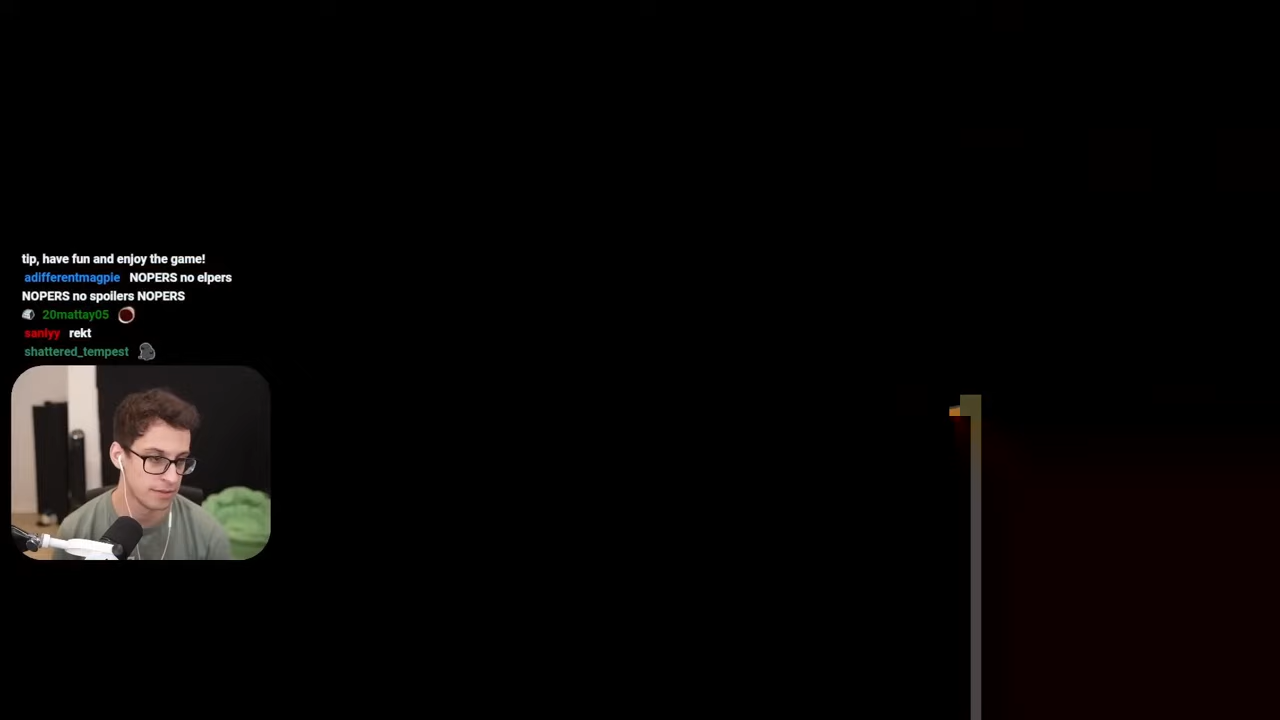 tip, have fun and enjoy the game!
adifferentmagpie NOPERS no elpers
NOPERS no spoilers NOPERS
20mattay05
sanlyy rekt
shattered_tempest